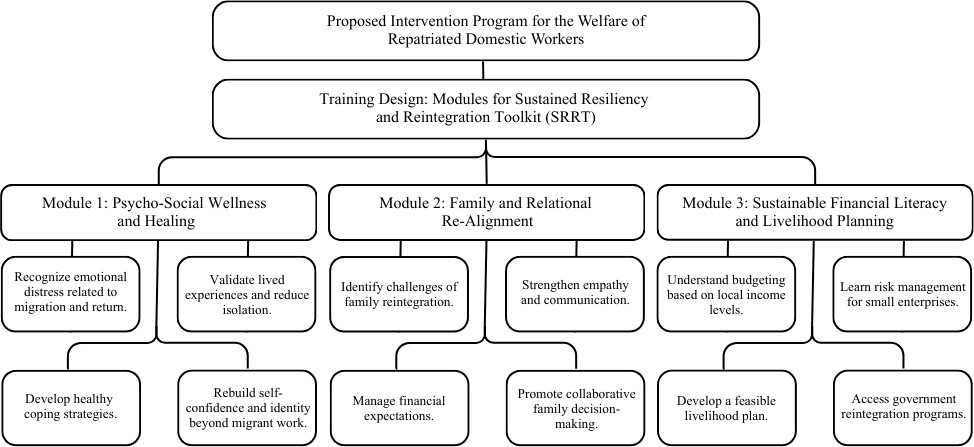 Proposed Intervention Program for the Welfare of
Repatriated Domestic Workers
Training Design: Modules for Sustained Resiliency
and Reintegration Toolkit (SRRT)
Module 1: Psycho-Social Wellness
and Healing
Module 2: Family and Relational
Re-Alignment
Module 3: Sustainable Financial Literacy
and Livelihood Planning
Recognize emotional
distress related to
migration and return.
Validate lived
experiences and reduce
isolation.
Identify challenges of
family reintegration.
Strengthen empathy
and communication.
Understand budgeting
based on local income
levels.
Learn risk management
for small enterprises.
Develop healthy
coping strategies.
Rebuild self-
confidence and identity
beyond migrant work.
Manage financial
expectations.
Promote collaborative
family decision-
making.
Develop a feasible
livelihood plan.
Access government
reintegration programs.